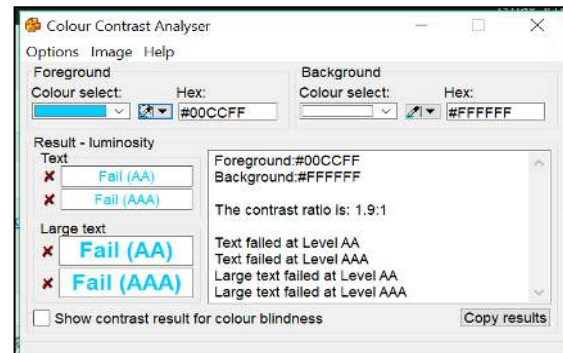 Colour Contrast Analyser
Options Image Help
Foreground
Colour select: Hex:
#00CCFF
Background
Colour select: Hex:
#FFFFFF
Result - luminosity
Text
Fail (AA)
Fail (AAA)
Large text
Fail (AA)
Fail (AAA)
Foreground:#00CCFF
Background:#FFFFFF
The contrast ratio is: 1.9:1
Text failed at Level AA
Text failed at Level AAA
Large text failed at Level AA
Large text failed at Level AAA
Show contrast result for colour blindness
Copy results